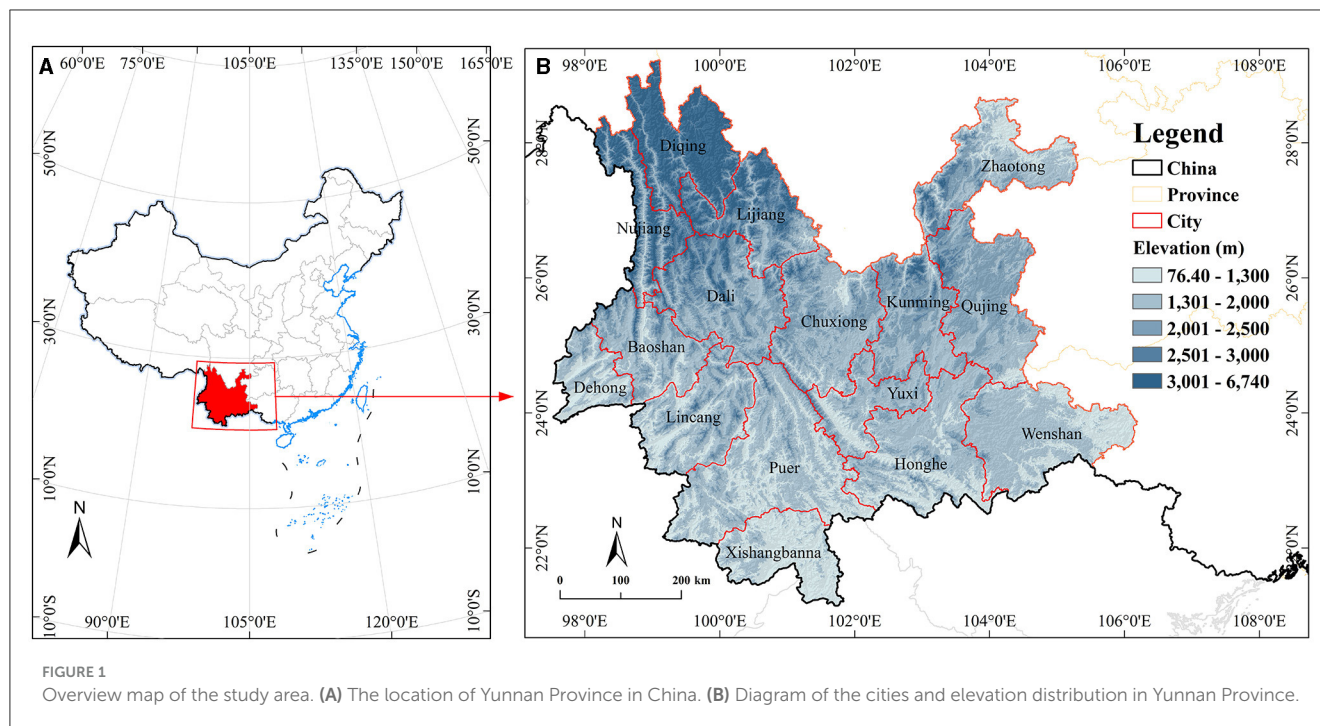 A
60°0'E 75°0'E 105°0'E 135°0'E 150°0'E 165°0'E
50°0'N
50°0'N
30°0'N
30°0'N
10°0'N
10°0'N
10°0'S
10°0'S
N
90°0'E 105°0'E 120°0'E
B
98°0'E 100°0'E 102°0'E 104°0'E 106°0'E 108°0'E
28°0'N
28°0'N
26°0'N
26°0'N
24°0'N
24°0'N
22°0'N
22°0'N
Diqing
Zhaotong
Lijiang
Nujiang
Dali
Kunming
Qujing
Chuxiong
Baoshan
Dehong
Yuxi
Lincang
Wenshan
Puer
Honghe
Xishangbanna
N
0 100 200 km
98°0'E 100°0'E 102°0'E 104°0'E 106°0'E 108°0'E
Legend
China
Province
City
Elevation (m)
76.40 - 1,300
1,301 - 2,000
2,001 - 2,500
2,501 - 3,000
3,001 - 6,740
FIGURE 1
Overview map of the study area. (A) The location of Yunnan Province in China. (B) Diagram of the cities and elevation distribution in Yunnan Province.